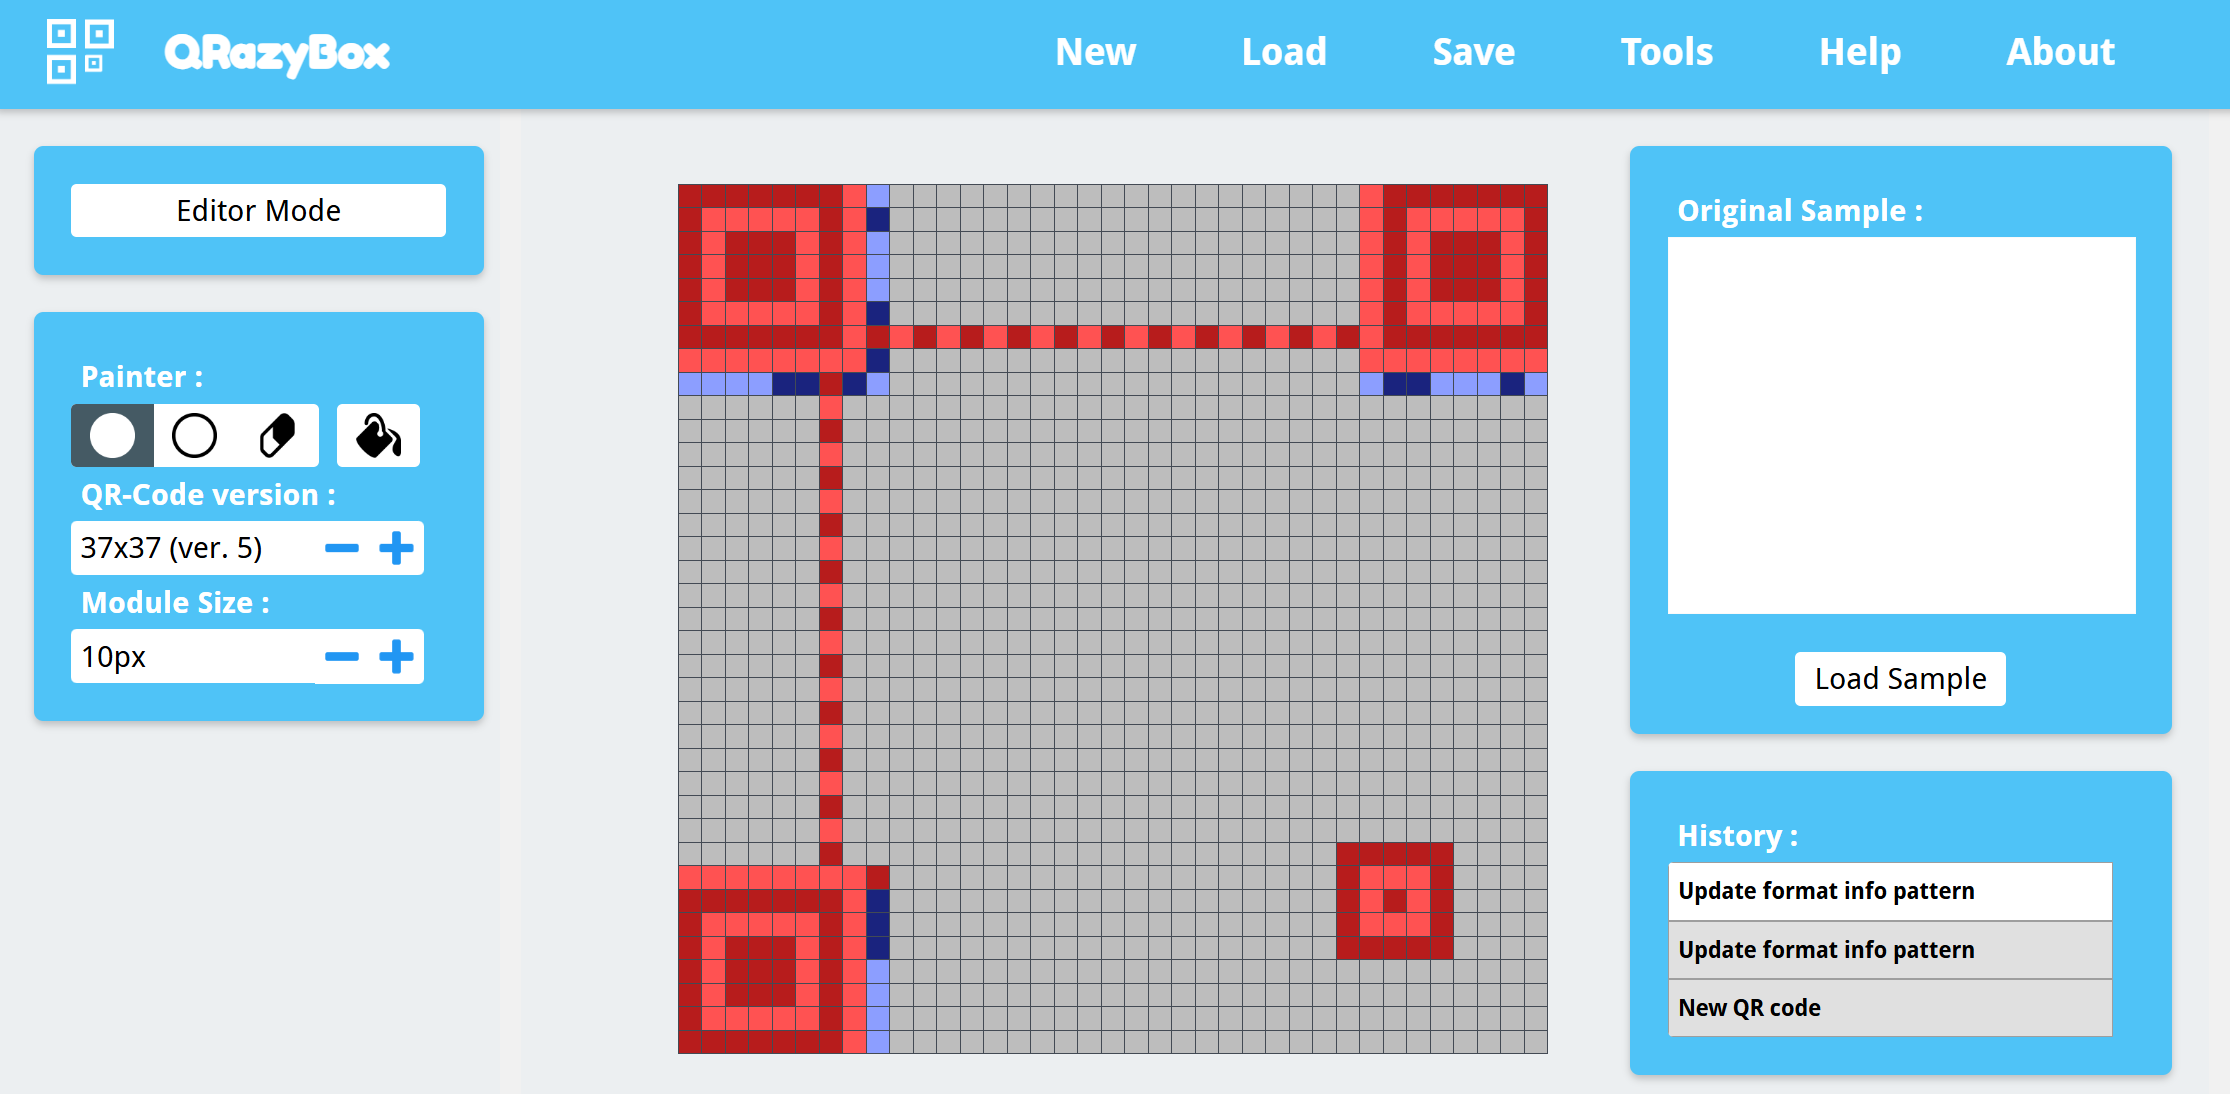 QRazyBox
New
Load
Save
Tools
Help
About
Editor Mode
Painter :
QR-Code version :
37x37 (ver. 5)
Module Size :
10px
Original Sample :
Load Sample
History :
Update format info pattern
Update format info pattern
New QR code